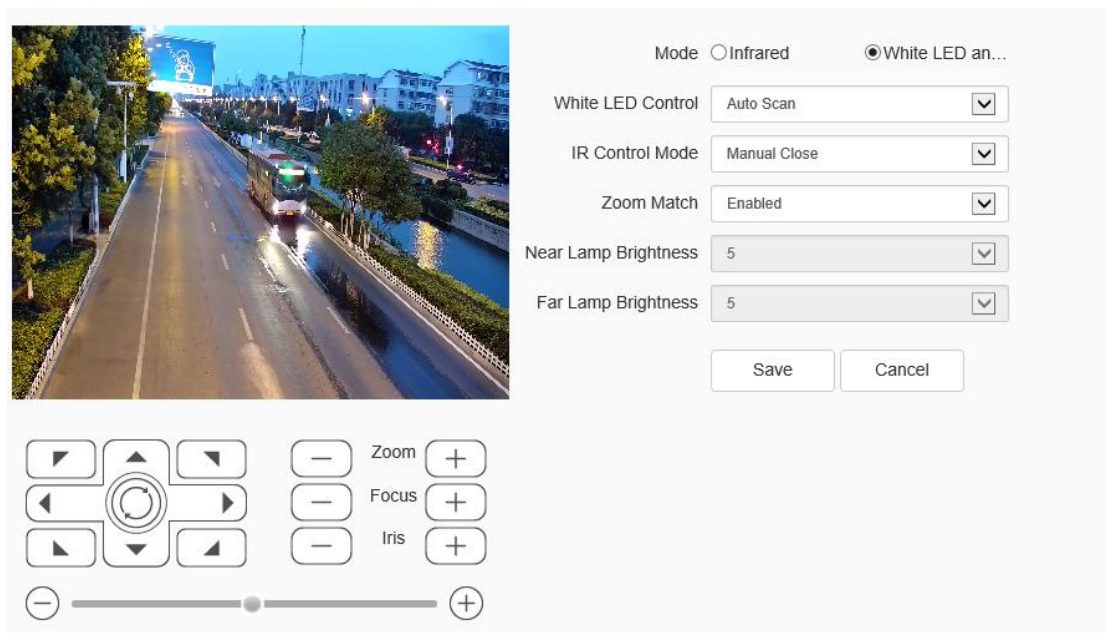 Mode Infrared White LED an...
White LED Control Auto Scan
IR Control Mode Manual Close
Zoom Match Enabled
Near Lamp Brightness 5
Far Lamp Brightness 5
Save Cancel
Zoom
Focus
Iris